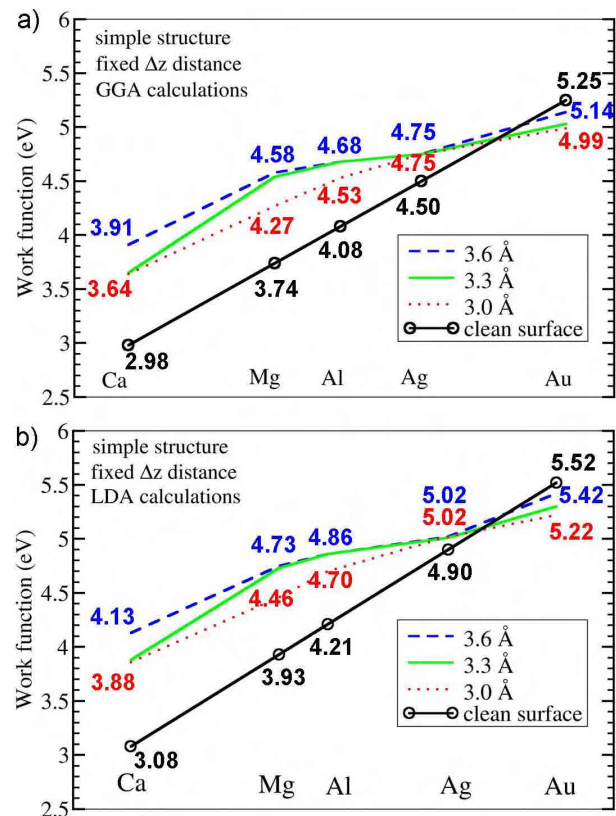 a)
simple structure
fixed Δz distance
GGA calculations
Work function (eV)
6
5.5
5
4.5
4
3.5
3
2.5
3.91
3.64
2.98
4.58
4.27
3.74
4.68
4.53
4.08
4.75
4.75
4.50
5.25
5.14
4.99
3.6 Å
3.3 Å
3.0 Å
clean surface
Ca Mg Al Ag Au
b)
simple structure
fixed Δz distance
LDA calculations
Work function (eV)
6
5.5
5
4.5
4
3.5
3
2.5
4.13
3.88
3.08
4.73
4.46
3.93
4.86
4.70
4.21
5.02
5.02
4.90
5.52
5.42
5.22
3.6 Å
3.3 Å
3.0 Å
clean surface
Ca Mg Al Ag Au